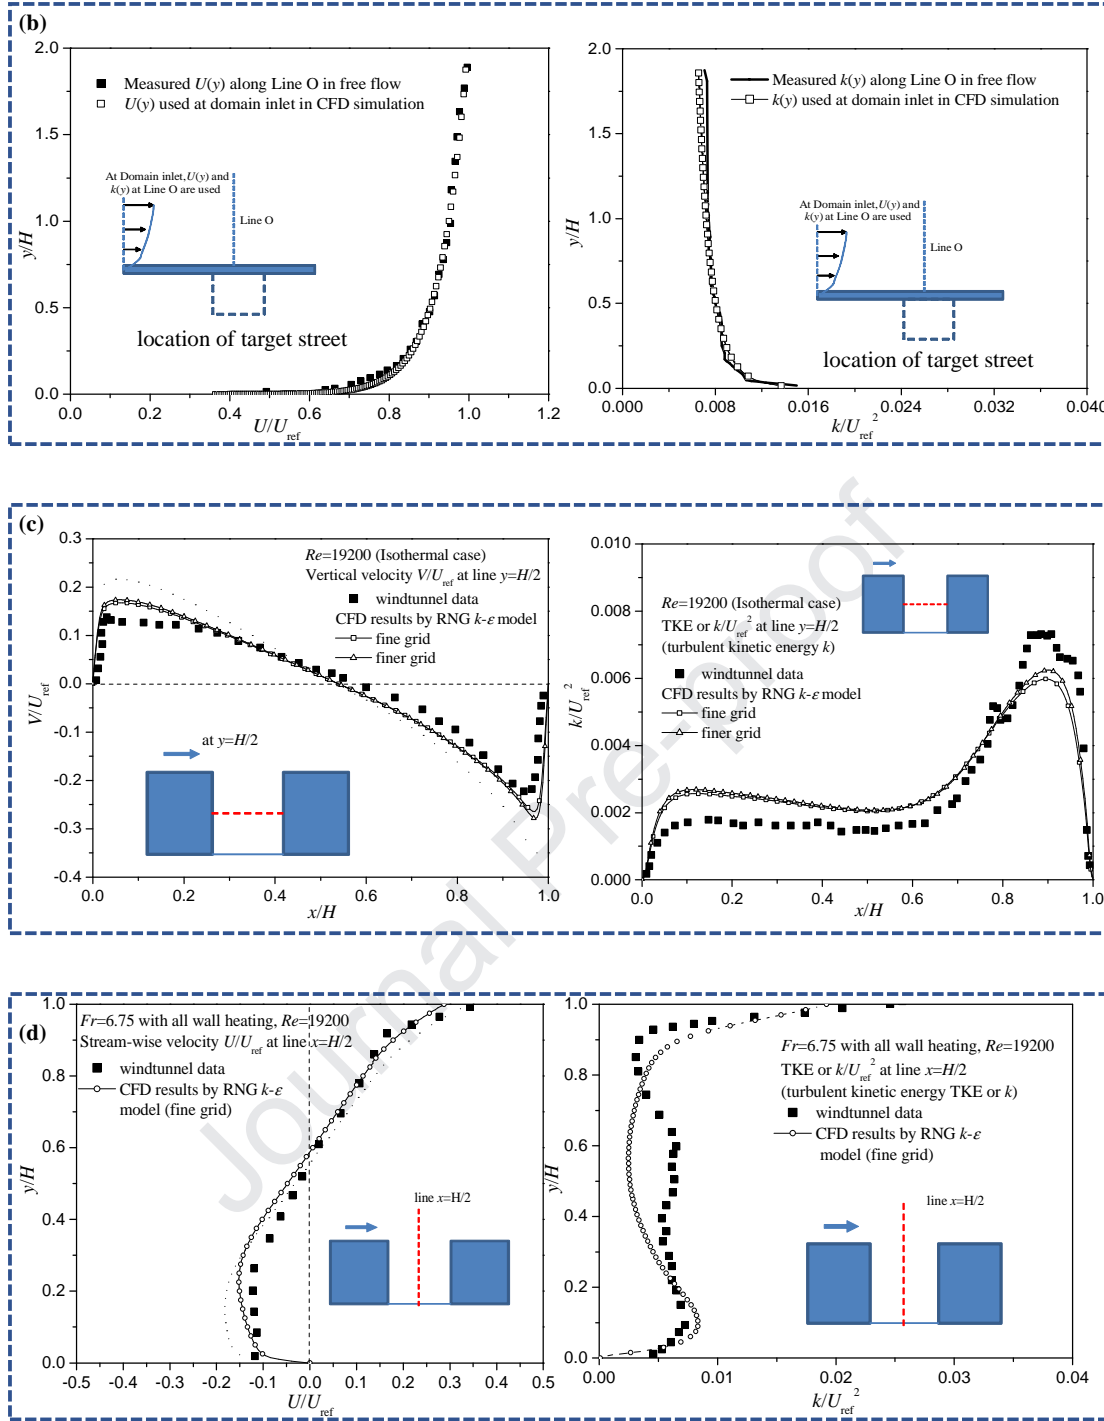 (b)
2.0
1.5
1.0
0.5
0.0
y/H
Measured U(y) along Line O in free flow
U(y) used at domain inlet in CFD simulation
At Domain inlet, U(y) and
k(y) at Line O are used
Line O
location of target street
0.0 0.2 0.4 0.6 0.8 1.0 1.2
U/Uref
2.0
1.5
1.0
0.5
0.0
y/H
Measured k(y) along Line O in free flow
k(y) used at domain inlet in CFD simulation
At Domain inlet, U(y) and
k(y) at Line O are used
Line O
location of target street
0.000 0.008 0.016 0.024 0.032 0.040
k/Uref²
(c)
0.3
0.2
0.1
0.0
-0.1
-0.2
-0.3
-0.4
V/Uref
Re=19200 (Isothermal case)
Vertical velocity V/Uref at line y=H/2
windtunnel data
CFD results by RNG k-ε model
fine grid
finer grid
at y=H/2
0.0 0.2 0.4 0.6 0.8 1.0
x/H
0.010
0.008
0.006
0.004
0.002
0.000
k/Uref²
Re=19200 (Isothermal case)
TKE or k/Uref² at line y=H/2
(turbulent kinetic energy k)
windtunnel data
CFD results by RNG k-ε model
fine grid
finer grid
0.0 0.2 0.4 0.6 0.8 1.0
x/H
(d)
1.0
0.8
0.6
0.4
0.2
0.0
y/H
Fr=6.75 with all wall heating, Re=19200
Stream-wise velocity U/Uref at line x=H/2
windtunnel data
CFD results by RNG k-ε
model (fine grid)
line x=H/2
-0.5 -0.4 -0.3 -0.2 -0.1 0.0 0.1 0.2 0.3 0.4 0.5
U/Uref
1.0
0.8
0.6
0.4
0.2
0.0
y/H
Fr=6.75 with all wall heating, Re=19200
TKE or k/Uref² at line x=H/2
(turbulent kinetic energy TKE or k)
windtunnel data
CFD results by RNG k-ε
model (fine grid)
line x=H/2
0.00 0.01 0.02 0.03 0.04
k/Uref²
Journal Pre-proof